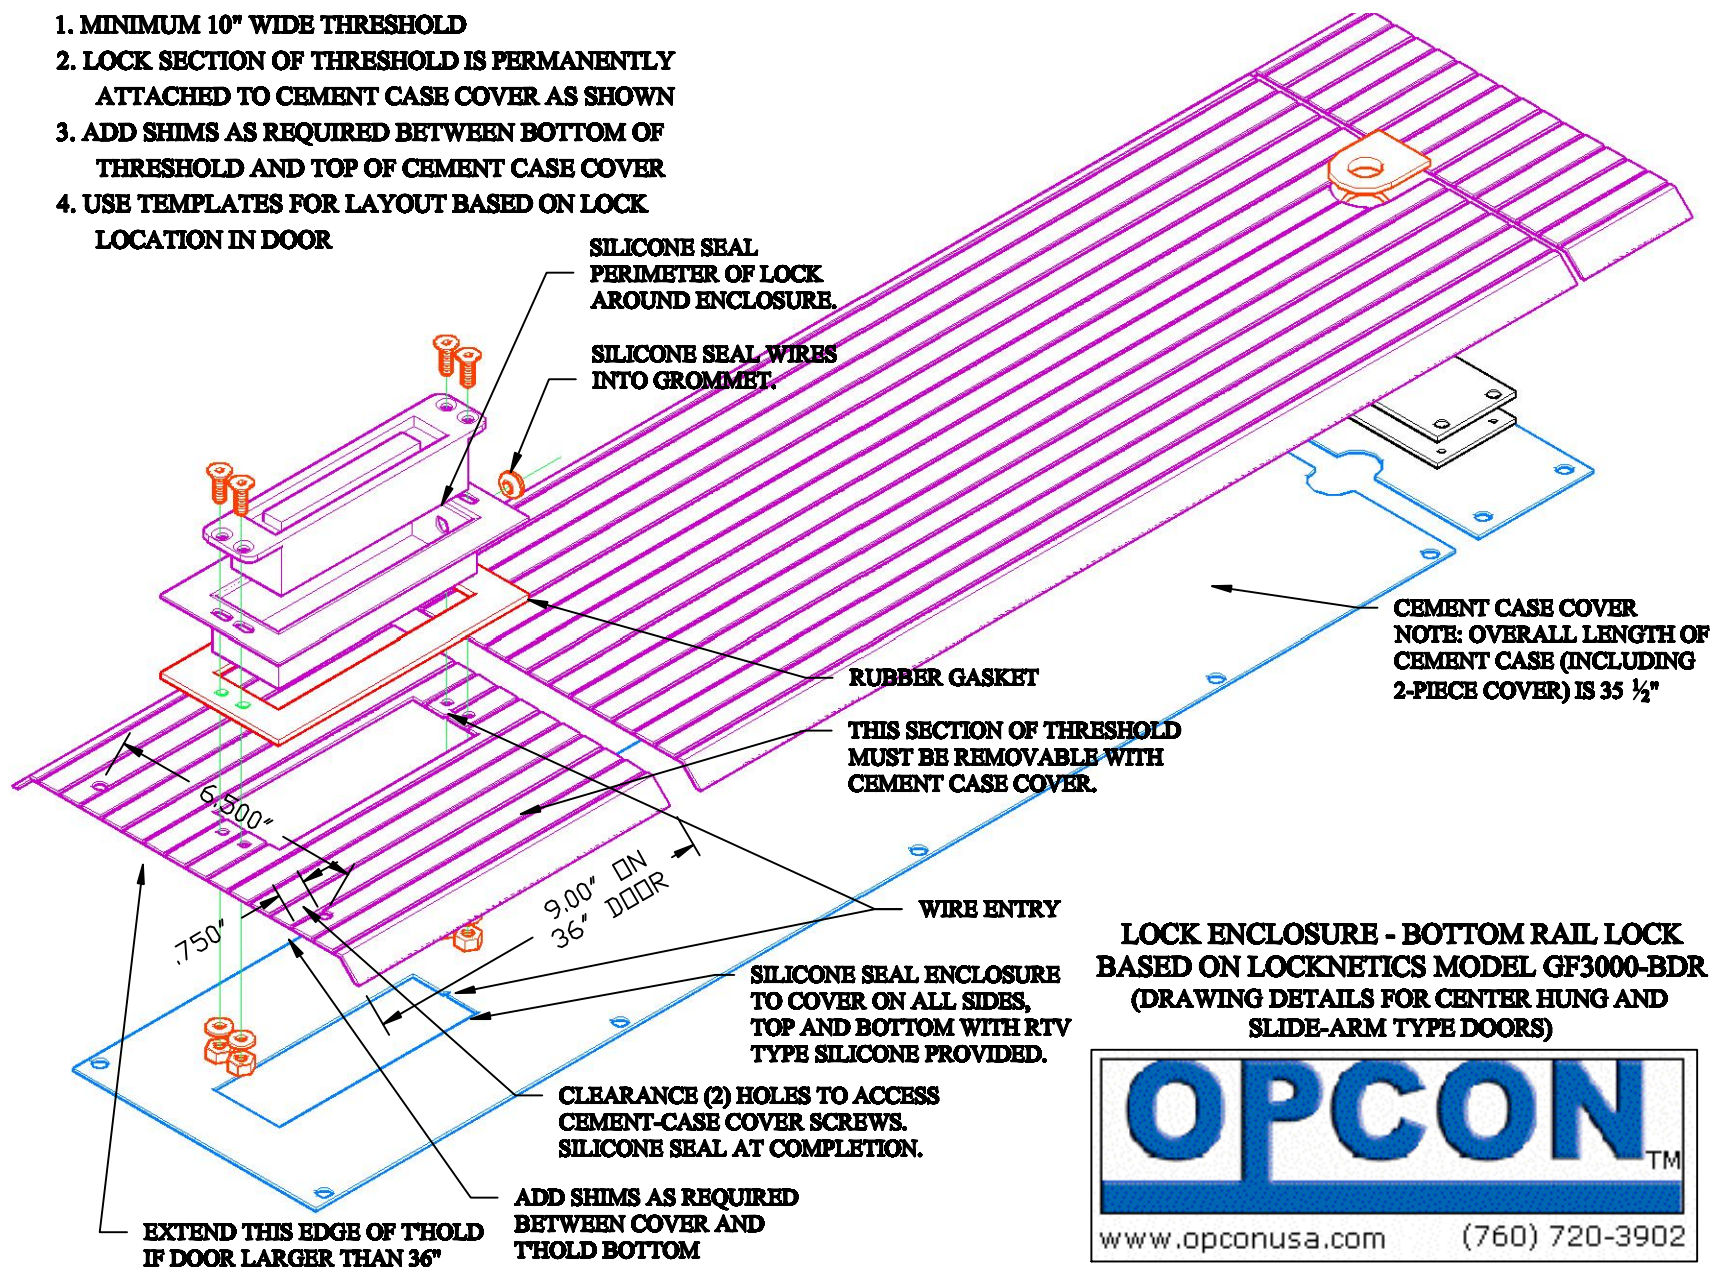 1. MINIMUM 10" WIDE THRESHOLD
2. LOCK SECTION OF THRESHOLD IS PERMANENTLY
ATTACHED TO CEMENT CASE COVER AS SHOWN
3. ADD SHIMS AS REQUIRED BETWEEN BOTTOM OF
THRESHOLD AND TOP OF CEMENT CASE COVER
4. USE TEMPLATES FOR LAYOUT BASED ON LOCK
LOCATION IN DOOR
SILICONE SEAL
PERIMETER OF LOCK
AROUND ENCLOSURE.
SILICONE SEAL WIRES
INTO GROMMET.
CEMENT CASE COVER
NOTE: OVERALL LENGTH OF
CEMENT CASE (INCLUDING
2-PIECE COVER) IS 35 ½"
RUBBER GASKET
THIS SECTION OF THRESHOLD
MUST BE REMOVABLE WITH
CEMENT CASE COVER.
6.500"
.750"
9.00" ON
36" DOOR
WIRE ENTRY
SILICONE SEAL ENCLOSURE
TO COVER ON ALL SIDES,
TOP AND BOTTOM WITH RTV
TYPE SILICONE PROVIDED.
CLEARANCE (2) HOLES TO ACCESS
CEMENT-CASE COVER SCREWS.
SILICONE SEAL AT COMPLETION.
ADD SHIMS AS REQUIRED
BETWEEN COVER AND
T'HOLD BOTTOM
EXTEND THIS EDGE OF T'HOLD
IF DOOR LARGER THAN 36"
LOCK ENCLOSURE - BOTTOM RAIL LOCK
BASED ON LOCKNETICS MODEL GF3000-BDR
(DRAWING DETAILS FOR CENTER HUNG AND
SLIDE-ARM TYPE DOORS)
OPCON
TM
www.opconusa.com (760) 720-3902